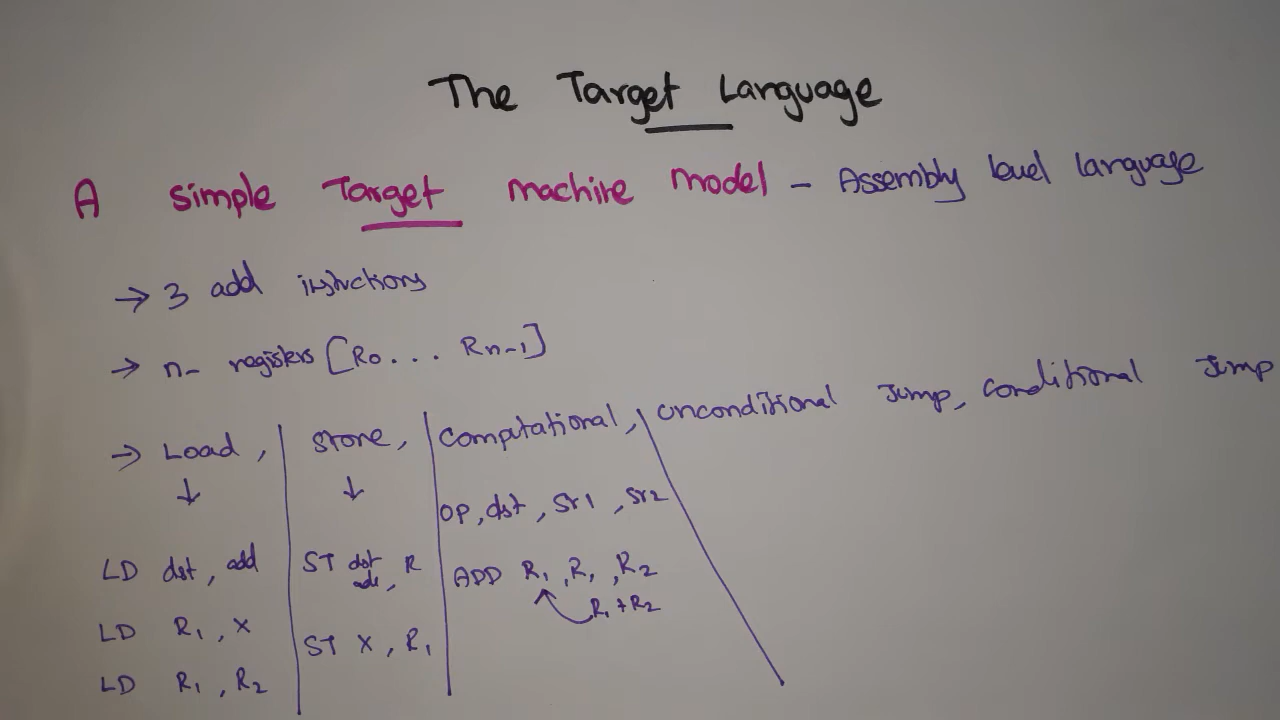 The Target Language
A simple Target machine model - Assembly level language
→ 3 add instructions
→ n- registers [R0... Rn-1]
→ Load, Store, Computational, unconditional Jump, conditional Jump
↓ ↓
OP, dst, Sr1, Sr2
LD dst, add
ST dst R
adr,
ADD R1, R1, R2
R1 + R2
LD R1, X
ST X, R1
LD R1, R2